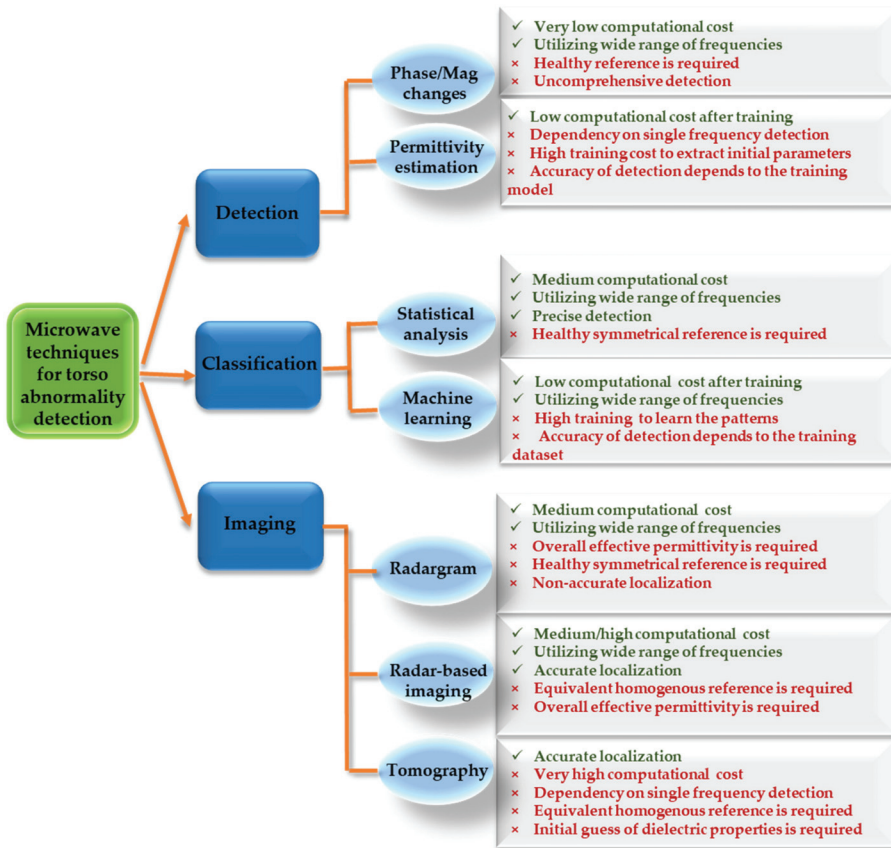 Microwave
techniques
for torso
abnormality
detection
Detection
Phase/Mag
changes
✓ Very low computational cost
✓ Utilizing wide range of frequencies
× Healthy reference is required
× Uncomprehensive detection
Permittivity
estimation
✓ Low computational cost after training
× Dependency on single frequency detection
× High training cost to extract initial parameters
× Accuracy of detection depends to the training
model
Classification
Statistical
analysis
✓ Medium computational cost
✓ Utilizing wide range of frequencies
✓ Precise detection
× Healthy symmetrical reference is required
Machine
learning
✓ Low computational cost after training
✓ Utilizing wide range of frequencies
× High training to learn the patterns
× Accuracy of detection depends to the training
dataset
Imaging
Radargram
✓ Medium computational cost
✓ Utilizing wide range of frequencies
× Overall effective permittivity is required
× Healthy symmetrical reference is required
× Non-accurate localization
Radar-based
imaging
✓ Medium/high computational cost
✓ Utilizing wide range of frequencies
✓ Accurate localization
× Equivalent homogenous reference is required
× Overall effective permittivity is required
Tomography
✓ Accurate localization
× Very high computational cost
× Dependency on single frequency detection
× Equivalent homogenous reference is required
× Initial guess of dielectric properties is required